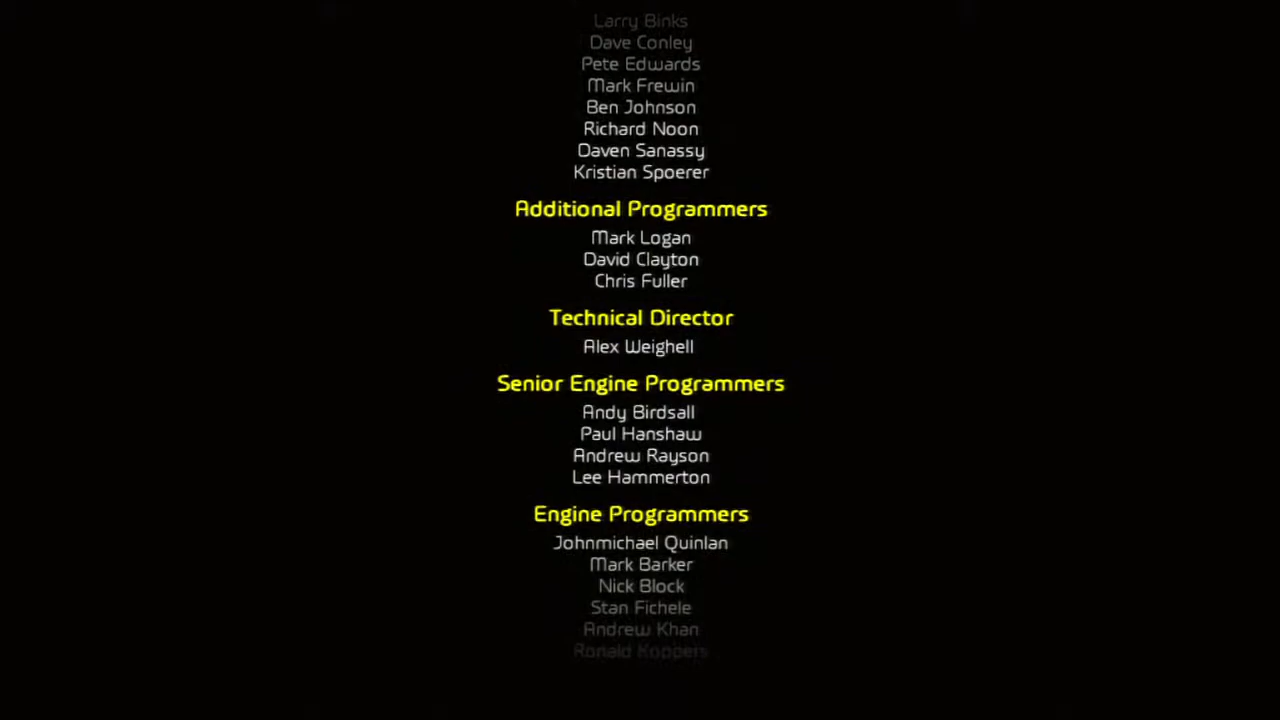 Larry Binks
Dave Conley
Pete Edwards
Mark Frewin
Ben Johnson
Richard Noon
Daven Sanassy
Kristian Spoerer
Additional Programmers
Mark Logan
David Clayton
Chris Fuller
Technical Director
Alex Weighell
Senior Engine Programmers
Andy Birdsall
Paul Hanshaw
Andrew Rayson
Lee Hammerton
Engine Programmers
Johnmichael Quinlan
Mark Barker
Nick Block
Stan Fichele
Andrew Khan
Ronald Koppers